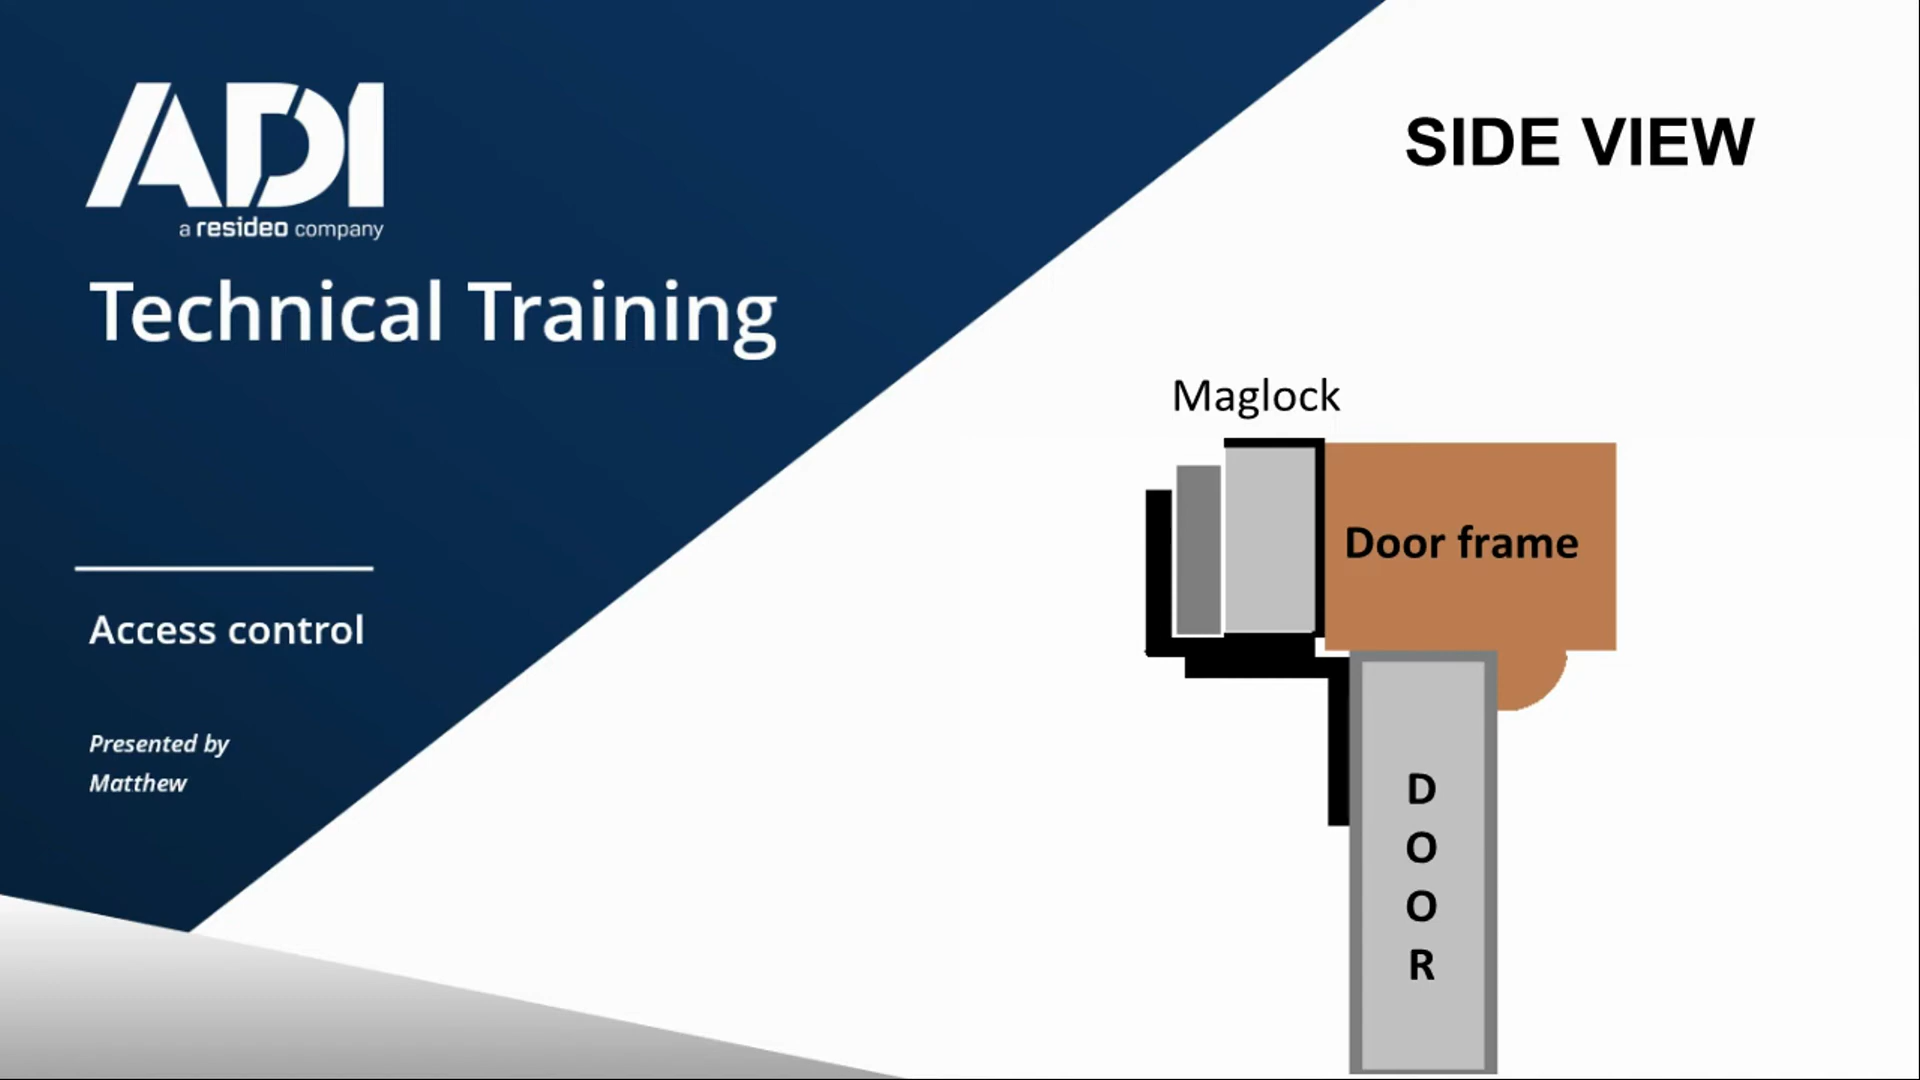 ADI
a resideo company
Technical Training
Access control
Presented by
Matthew
SIDE VIEW
Maglock
Door frame
D
O
O
R